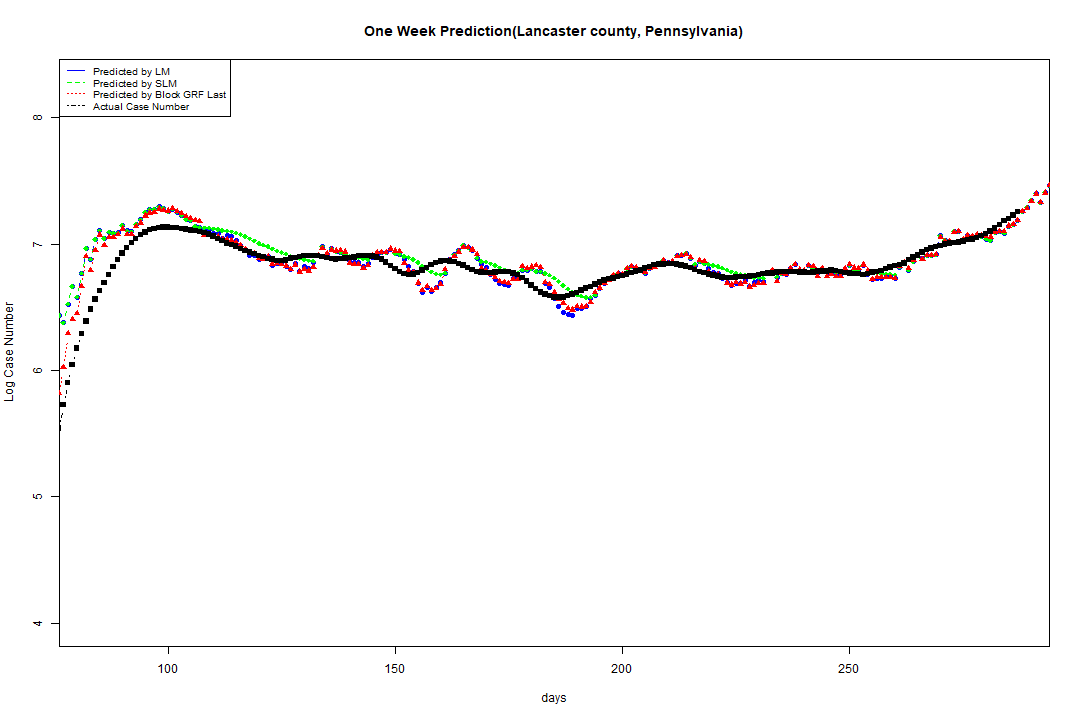 One Week Prediction(Lancaster county, Pennsylvania)
Predicted by LM
Predicted by SLM
Predicted by Block GRF Last
Actual Case Number
8
7
6
5
4
Log Case Number
100 150 200 250
days